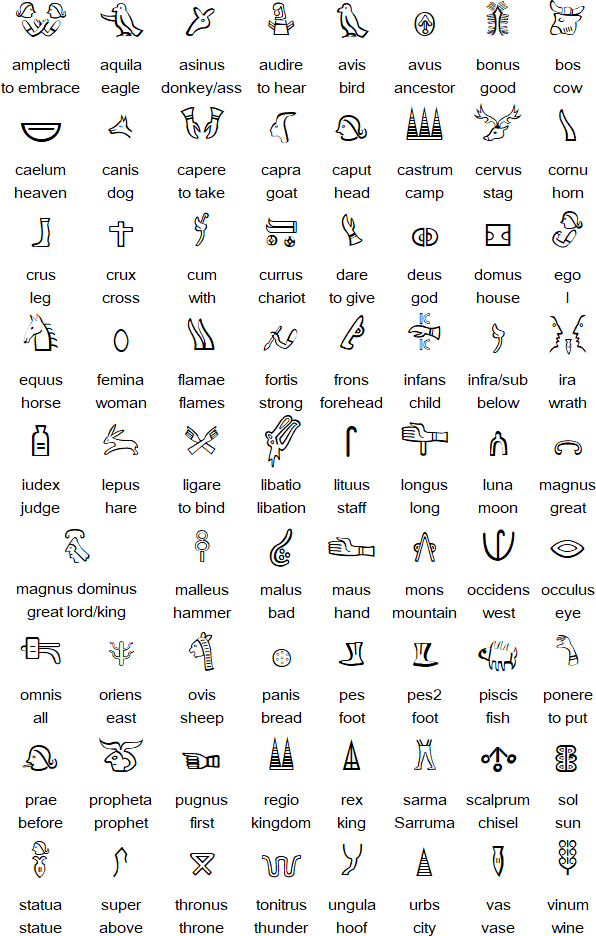 amplecti aquila asinus audire avis avus bonus bos
to embrace eagle donkey/ass to hear bird ancestor good cow
caelum canis capere capra caput castrum cervus cornu
heaven dog to take goat head camp stag horn
crus crux cum currus dare deus domus ego
leg cross with chariot to give god house I
equus femina flamae fortis frons infans infra/sub ira
horse woman flames strong forehead child below wrath
iudex lepus ligare libatio lituus longus luna magnus
judge hare to bind libation staff long moon great
magnus dominus malleus malus maus mons occidens occulus
great lord/king hammer bad hand mountain west eye
omnis oriens ovis panis pes pes2 piscis ponere
all east sheep bread foot foot fish to put
prae propheta pugnus regio rex sarma scalprum sol
before prophet first kingdom king Sarruma chisel sun
statua super thronus tonitrus ungula urbs vas vinum
statue above throne thunder hoof city vase wine